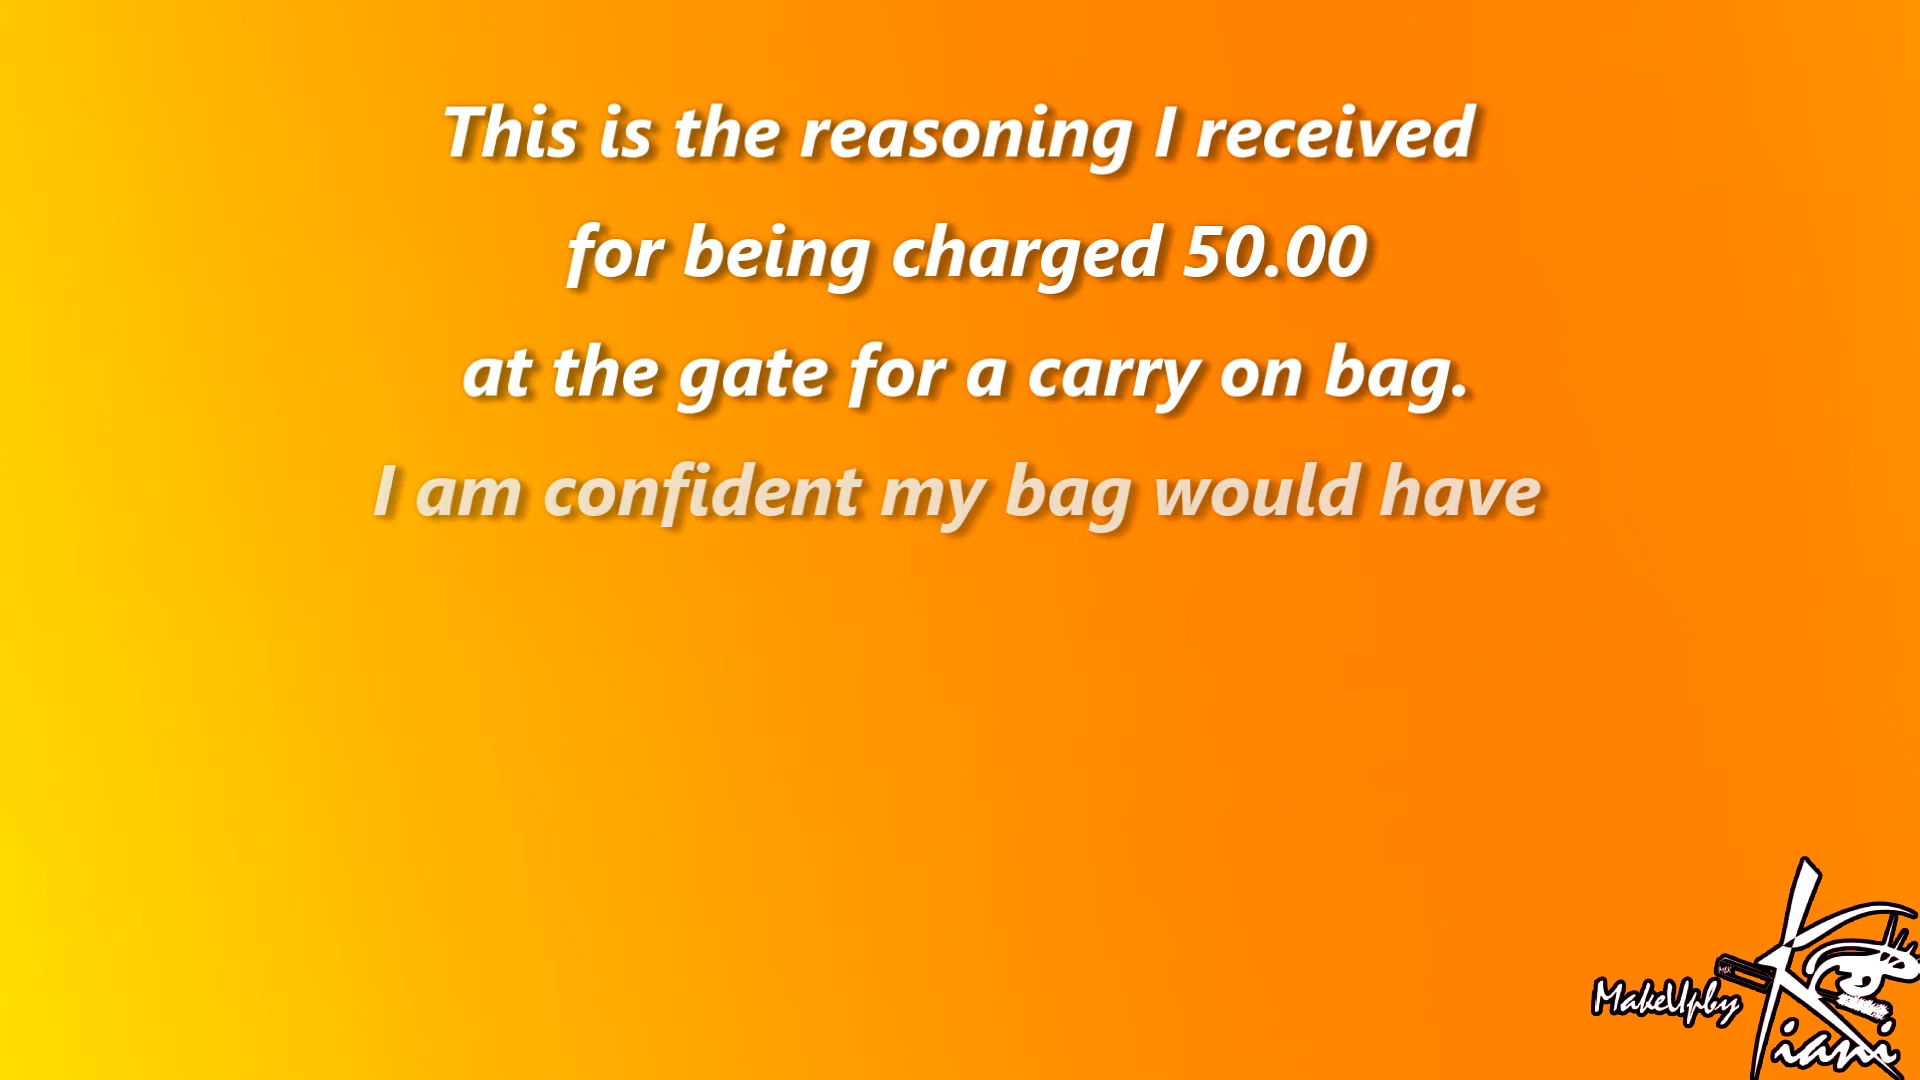 This is the reasoning I received
for being charged 50.00
at the gate for a carry on bag.
I am confident my bag would have
MakeUpby
Kiani